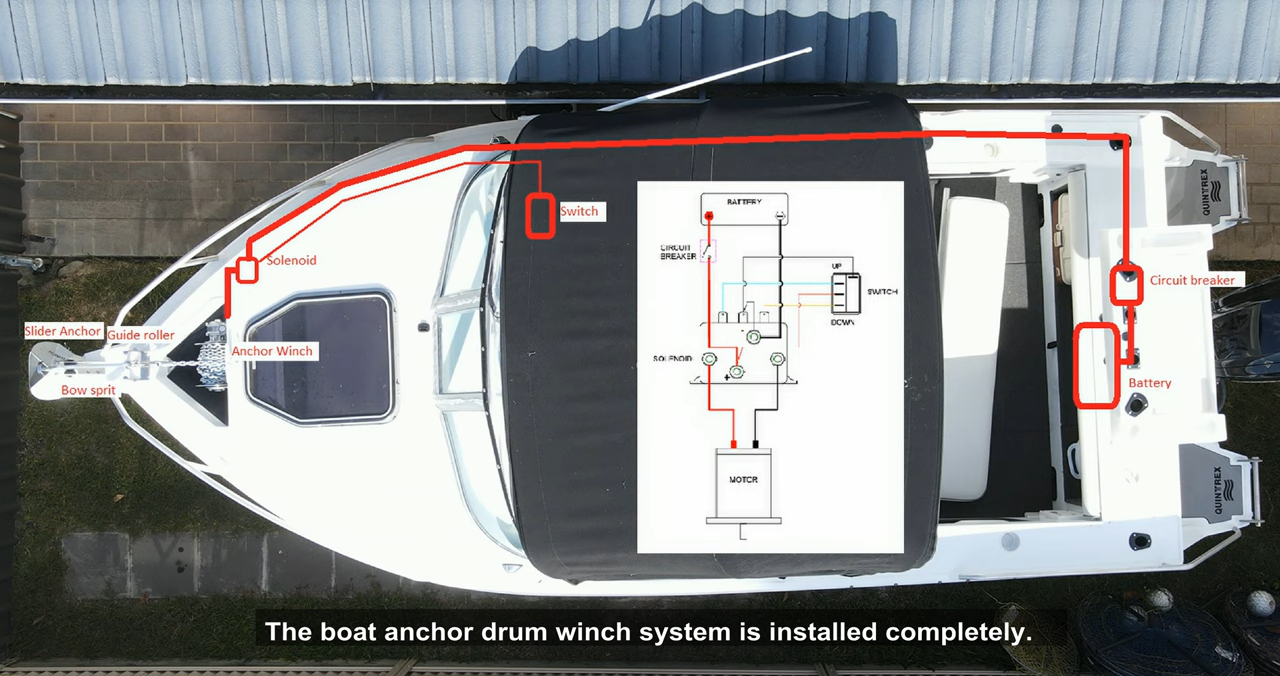 QUINTREX
Switch
BATTERY
Solenoid
CIRCUIT
BREAKER
UP
SWITCH
DOWN
Circuit breaker
Slider Anchor
Guide roller
Anchor Winch
SOLENOID
Bow sprit
Battery
MOTOR
QUINTREX
The boat anchor drum winch system is installed completely.